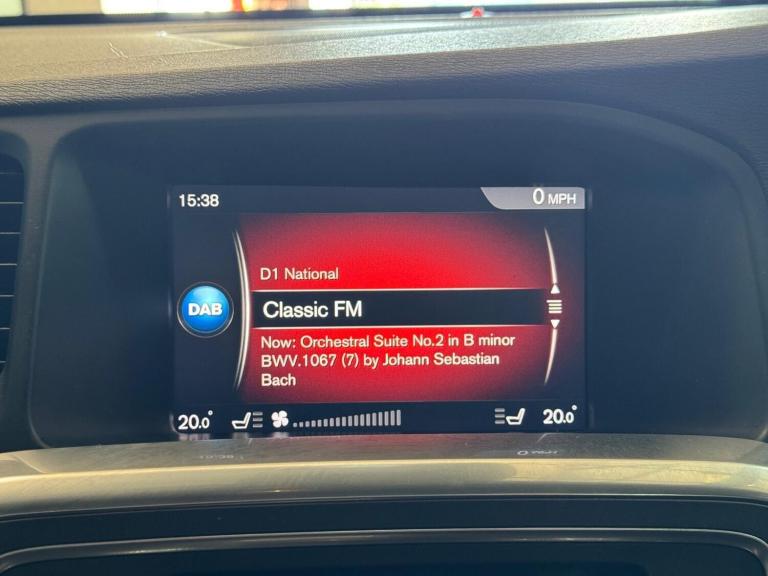 15:38
0 MPH
D1 National
DAB
Classic FM
Now: Orchestral Suite No.2 in B minor
BWV.1067 (7) by Johann Sebastian
Bach
20.0°
20.0°